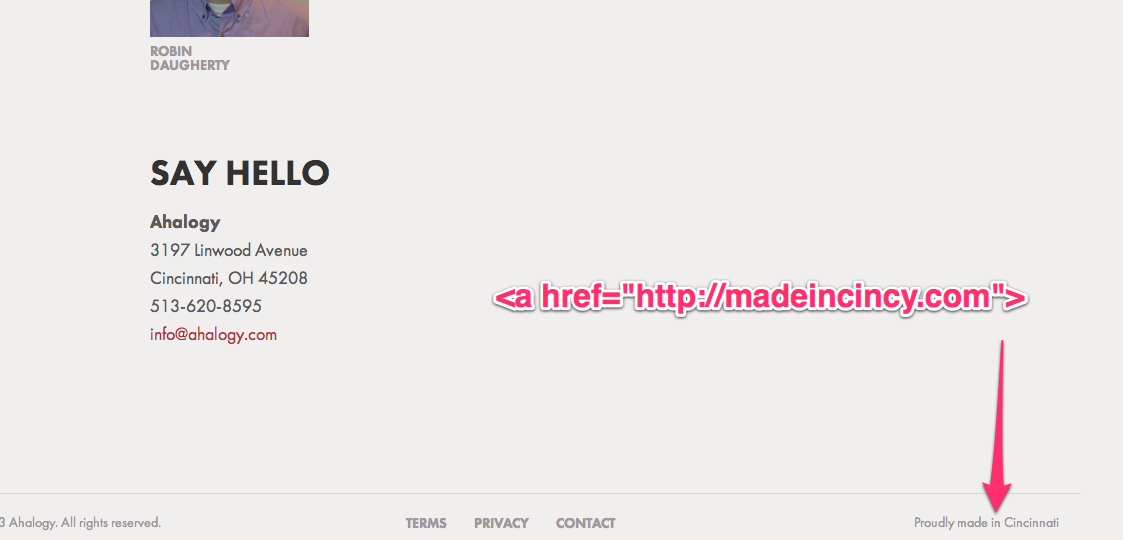 ROBIN
DAUGHERTY
SAY HELLO
Ahalogy
3197 Linwood Avenue
Cincinnati, OH 45208
513-620-8595
info@ahalogy.com
<a href="http://madeincincy.com">
3 Ahalogy. All rights reserved.
TERMS PRIVACY CONTACT
Proudly made in Cincinnati